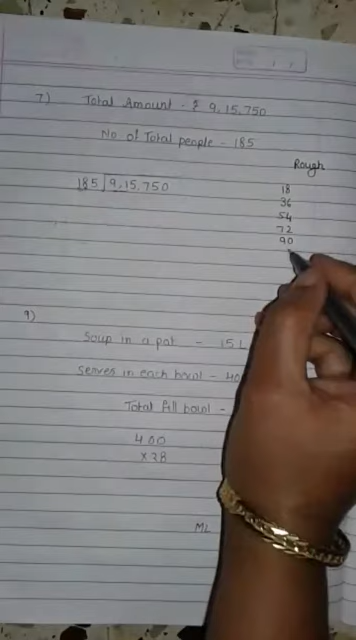 7) Total Amount - ₹ 9,15,750
No of Total people - 185
Rough
185 9,15,750
18
36
54
72
90
9)
Soup in a pot - 15 L
Serves in each bowl - 40
Total fill bowl -
400
×28
ML